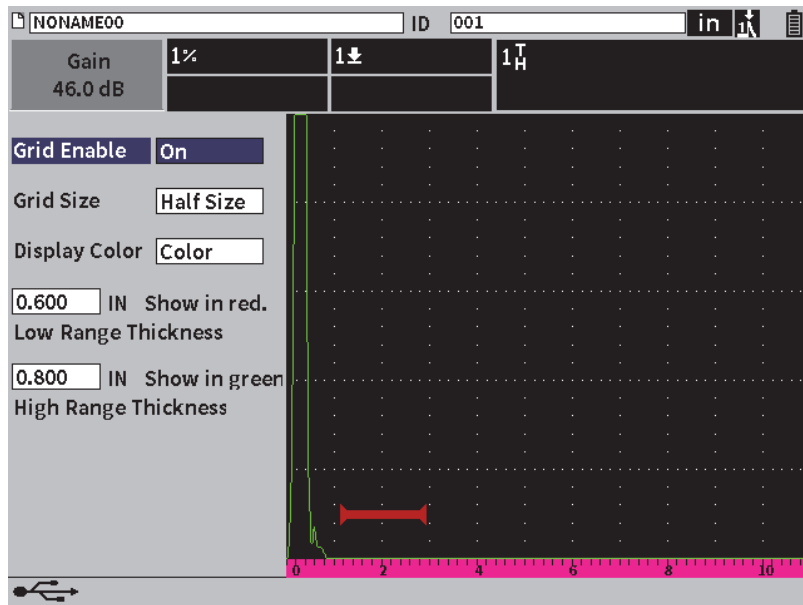 NONAME00 ID 001 in 1
Gain 1% 1 1 T H
46.0 dB
Grid Enable On
Grid Size Half Size
Display Color Color
0.600 IN Show in red.
Low Range Thickness
0.800 IN Show in green
High Range Thickness
0 2 4 6 8 10